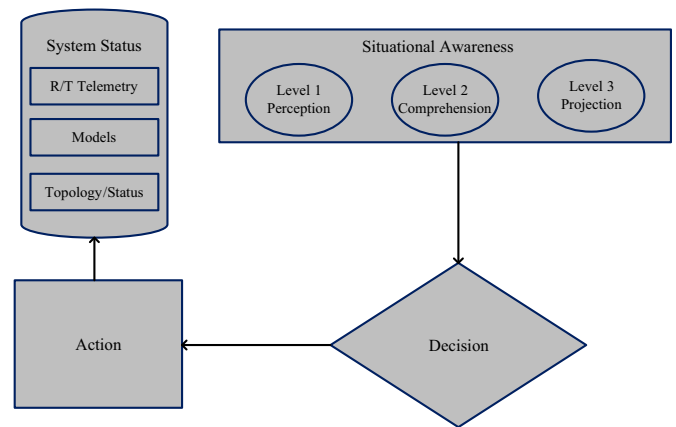 System Status
R/T Telemetry
Models
Topology/Status
Situational Awareness
Level 1
Perception
Level 2
Comprehension
Level 3
Projection
Action
Decision